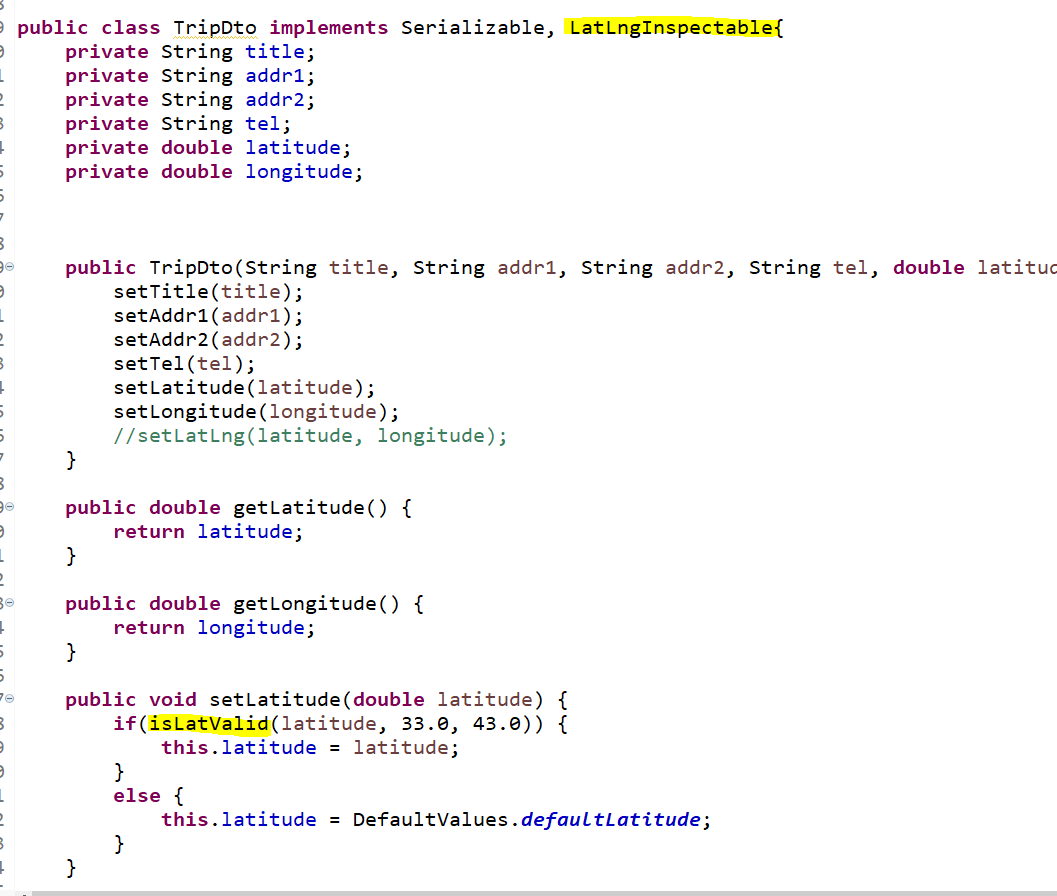 public class TripDto implements Serializable, LatLngInspectable{
    private String title;
    private String addr1;
    private String addr2;
    private String tel;
    private double latitude;
    private double longitude;
    public TripDto(String title, String addr1, String addr2, String tel, double
        setTitle(title);
        setAddr1(addr1);
        setAddr2(addr2);
        setTel(tel);
        setLatitude(latitude);
        setLongitude(longitude);
        //setLatLng(latitude, longitude);
    }
    public double getLatitude() {
        return latitude;
    }
    public double getLongitude() {
        return longitude;
    }
    public void setLatitude(double latitude) {
        if(isLatValid(latitude, 33.0, 43.0)) {
            this.latitude = latitude;
        }
        else {
            this.latitude = DefaultValues.defaultLatitude;
        }
    }